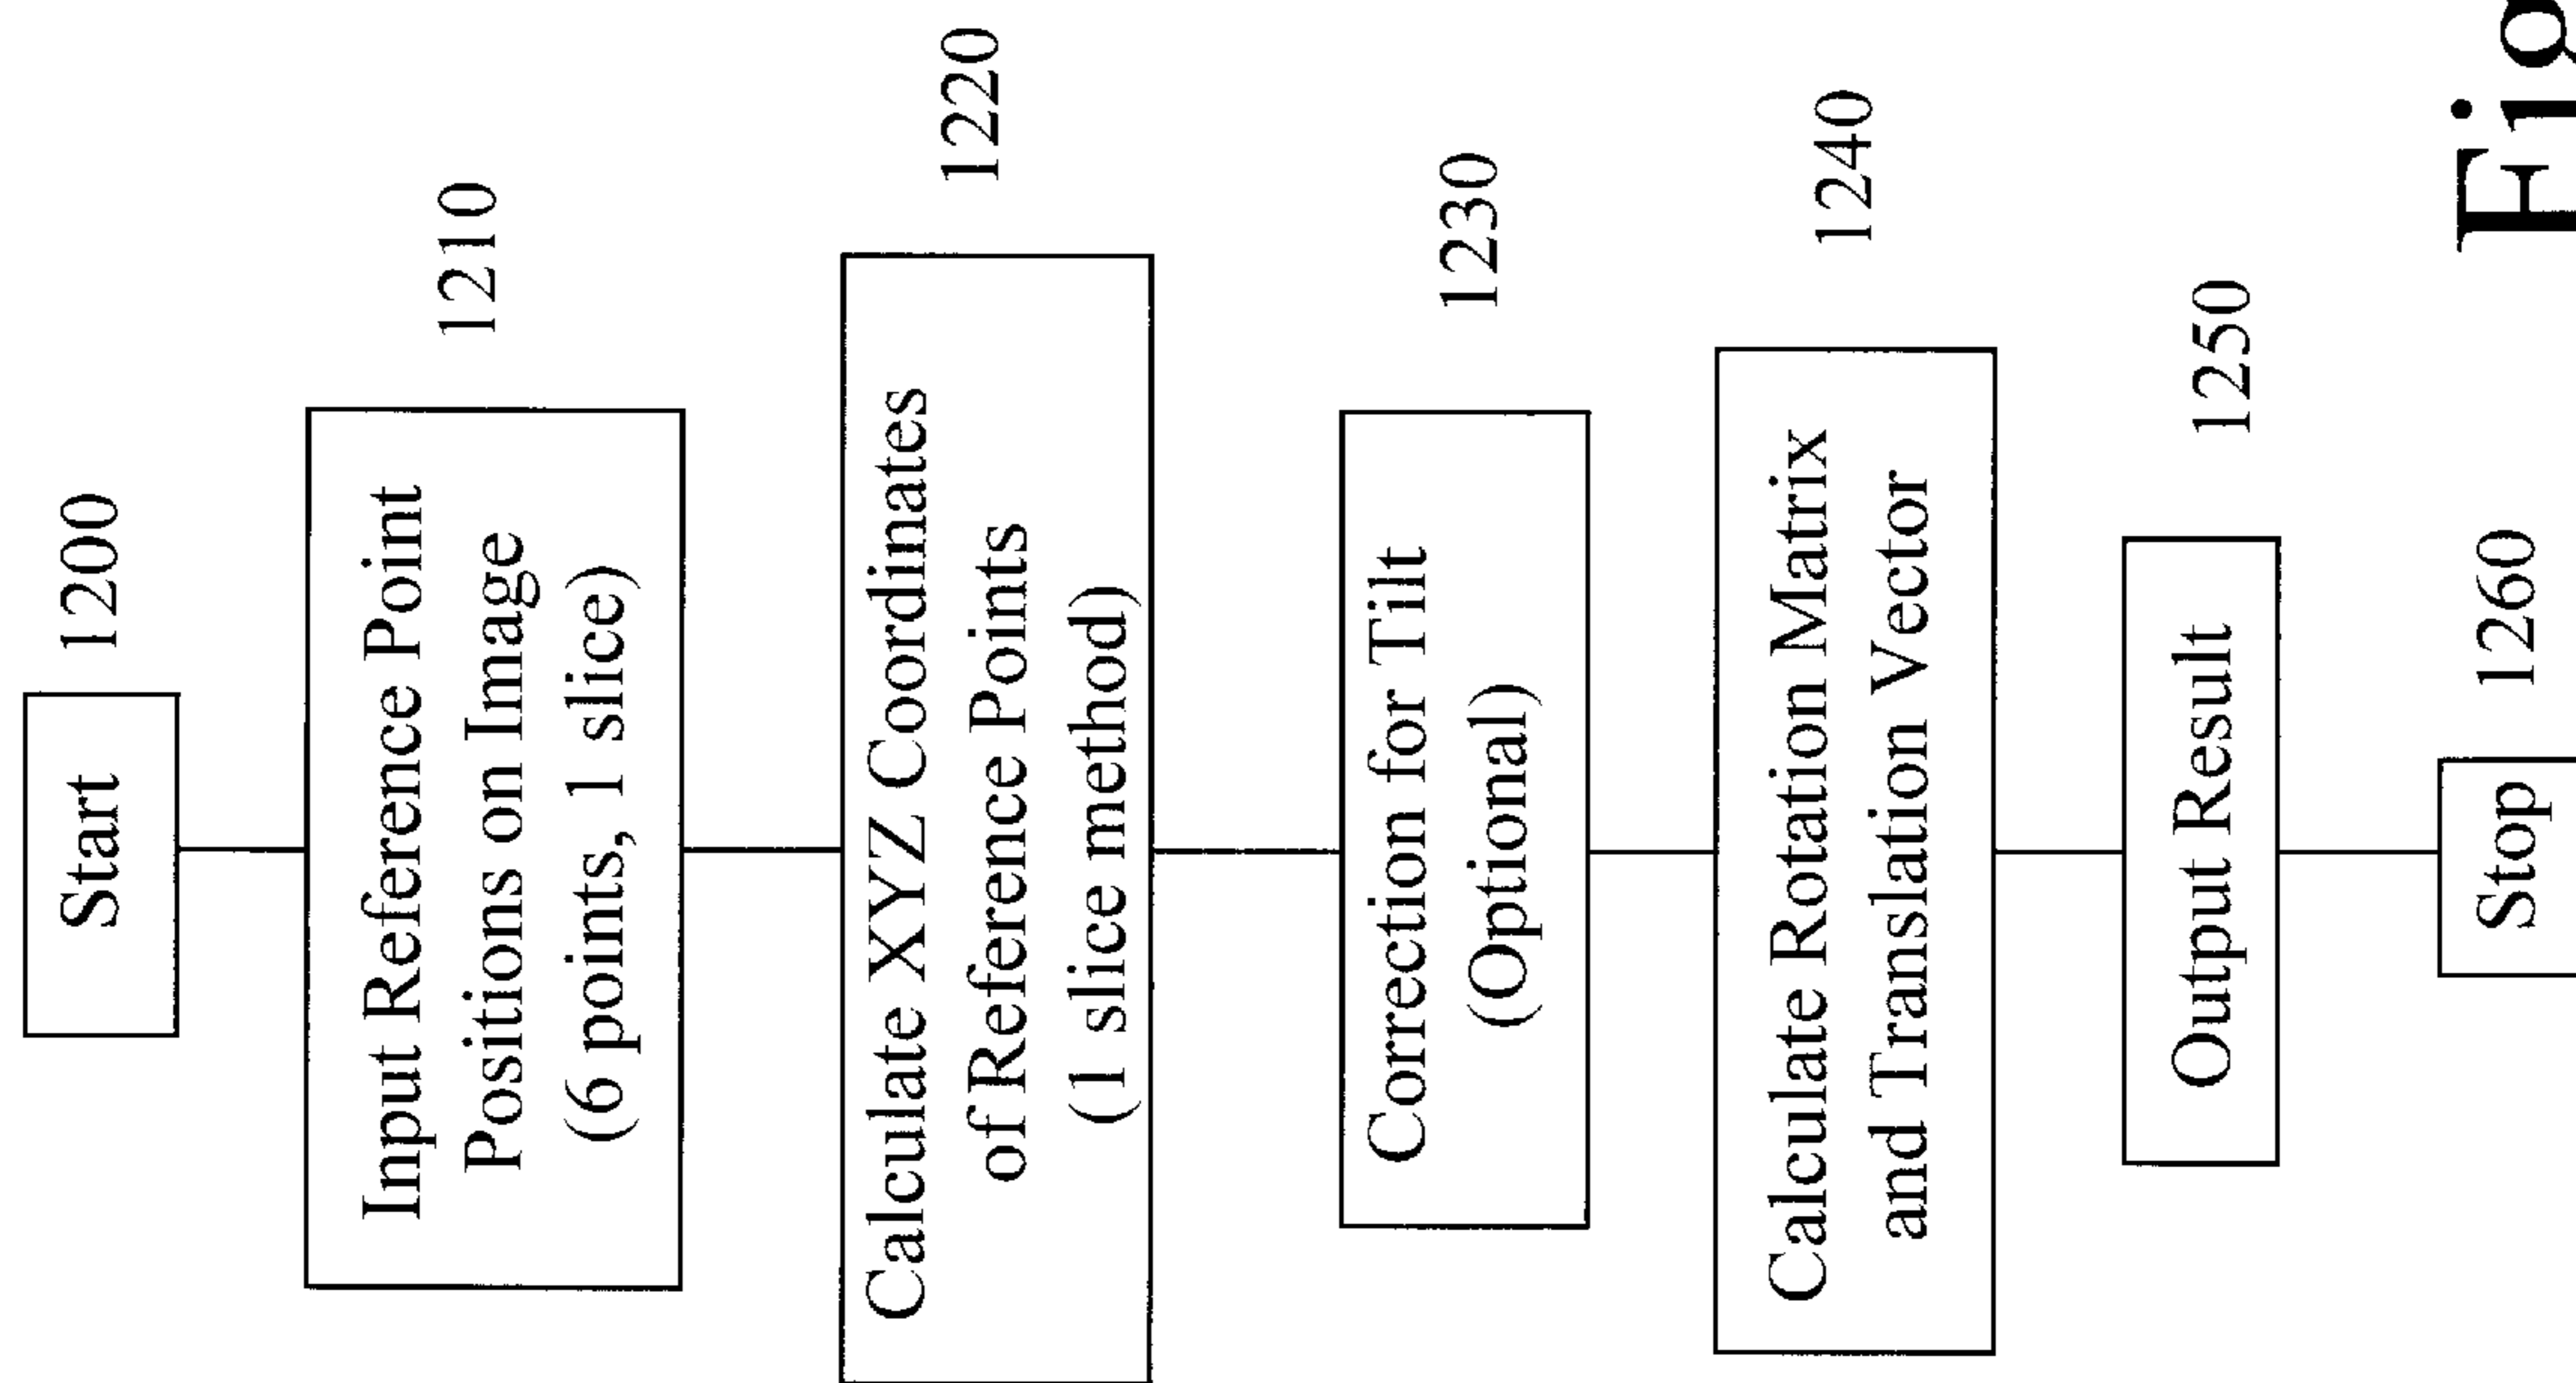 Start
1200
Input Reference Point
Positions on Image
(6 points, 1 slice)
1210
Calculate XYZ Coordinates
of Reference Points
(1 slice method)
1220
Correction for Tilt
(Optional)
1230
Calculate Rotation Matrix
and Translation Vector
1240
Output Result
1250
Stop
1260
Fig